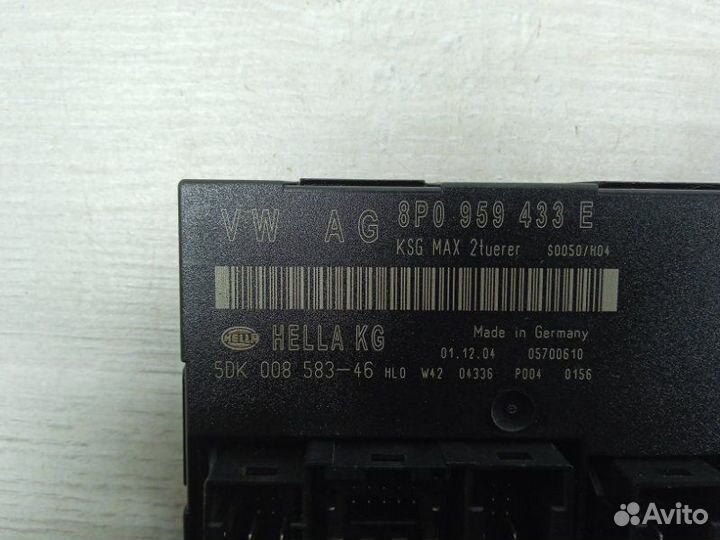 VW AG 8P0 959 433 E
KSG MAX 2tuerer S0050/H04
HELLA HELLA KG Made in Germany
01.12.04 05700610
5DK 008 583-46 HL0 W42 04336 P004 0156
Avito